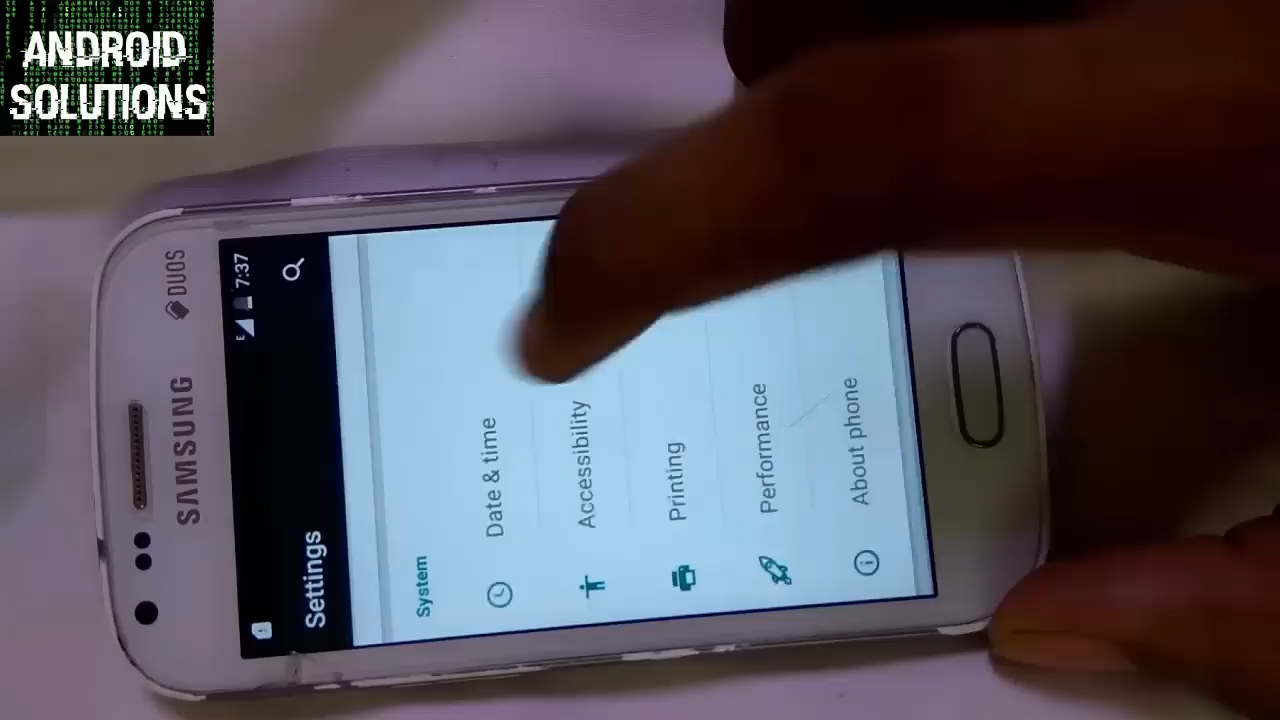 ANDROID
SOLUTIONS
SAMSUNG
DUOS
E
7:37
Settings
System
Date & time
Accessibility
Printing
Performance
About phone